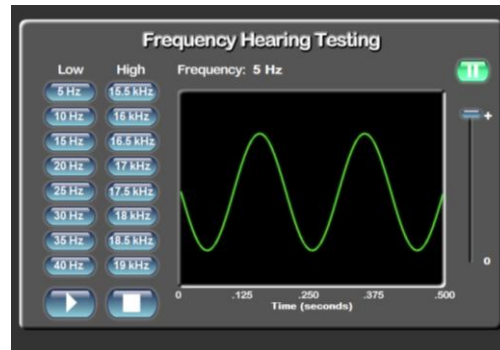 Frequency Hearing Testing
Low High Frequency: 5 Hz
5 Hz 15.5 kHz
10 Hz 16 kHz
15 Hz 16.5 kHz
20 Hz 17 kHz
25 Hz 17.5 kHz
30 Hz 18 kHz
35 Hz 18.5 kHz
40 Hz 19 kHz
+
0
0 .125 .250 .375 .500
Time (seconds)